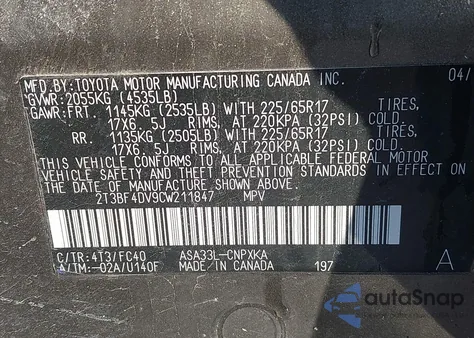 MFD.BY:TOYOTA MOTOR MANUFACTURING CANADA INC. 04/
GVWR:2055KG (4535LB)
GAWR:FRT. 1145KG (2535LB) WITH 225/65R17 TIRES,
17X6.5J RIMS, AT 220KPA (32PSI) COLD.
RR. 1135KG (2505LB) WITH 225/65R17 TIRES,
17X6.5J RIMS, AT 220KPA (32PSI) COLD.
THIS VEHICLE CONFORMS TO ALL APPLICABLE FEDERAL MOTOR
VEHICLE SAFETY AND THEFT PREVENTION STANDARDS IN EFFECT ON
THE DATE OF MANUFACTURE SHOWN ABOVE.
2T3BF4DV9CW211847 MPV
C/TR:4T3/FC40 ASA33L-CNPXKA A
A/TM:-02A/U140F MADE IN CANADA 197
autoSnap